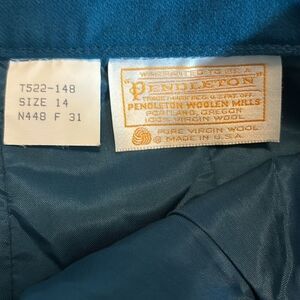 T522-148
SIZE 14
N448 F 31
WARRANTED TO BE A
"PENDLETON"
TRADE MARK REG. U.S. PAT. OFF.
PENDLETON WOOLEN MILLS
PORTLAND, OREGON
100% VIRGIN WOOL
PURE VIRGIN WOOL
MADE IN U.S.A.